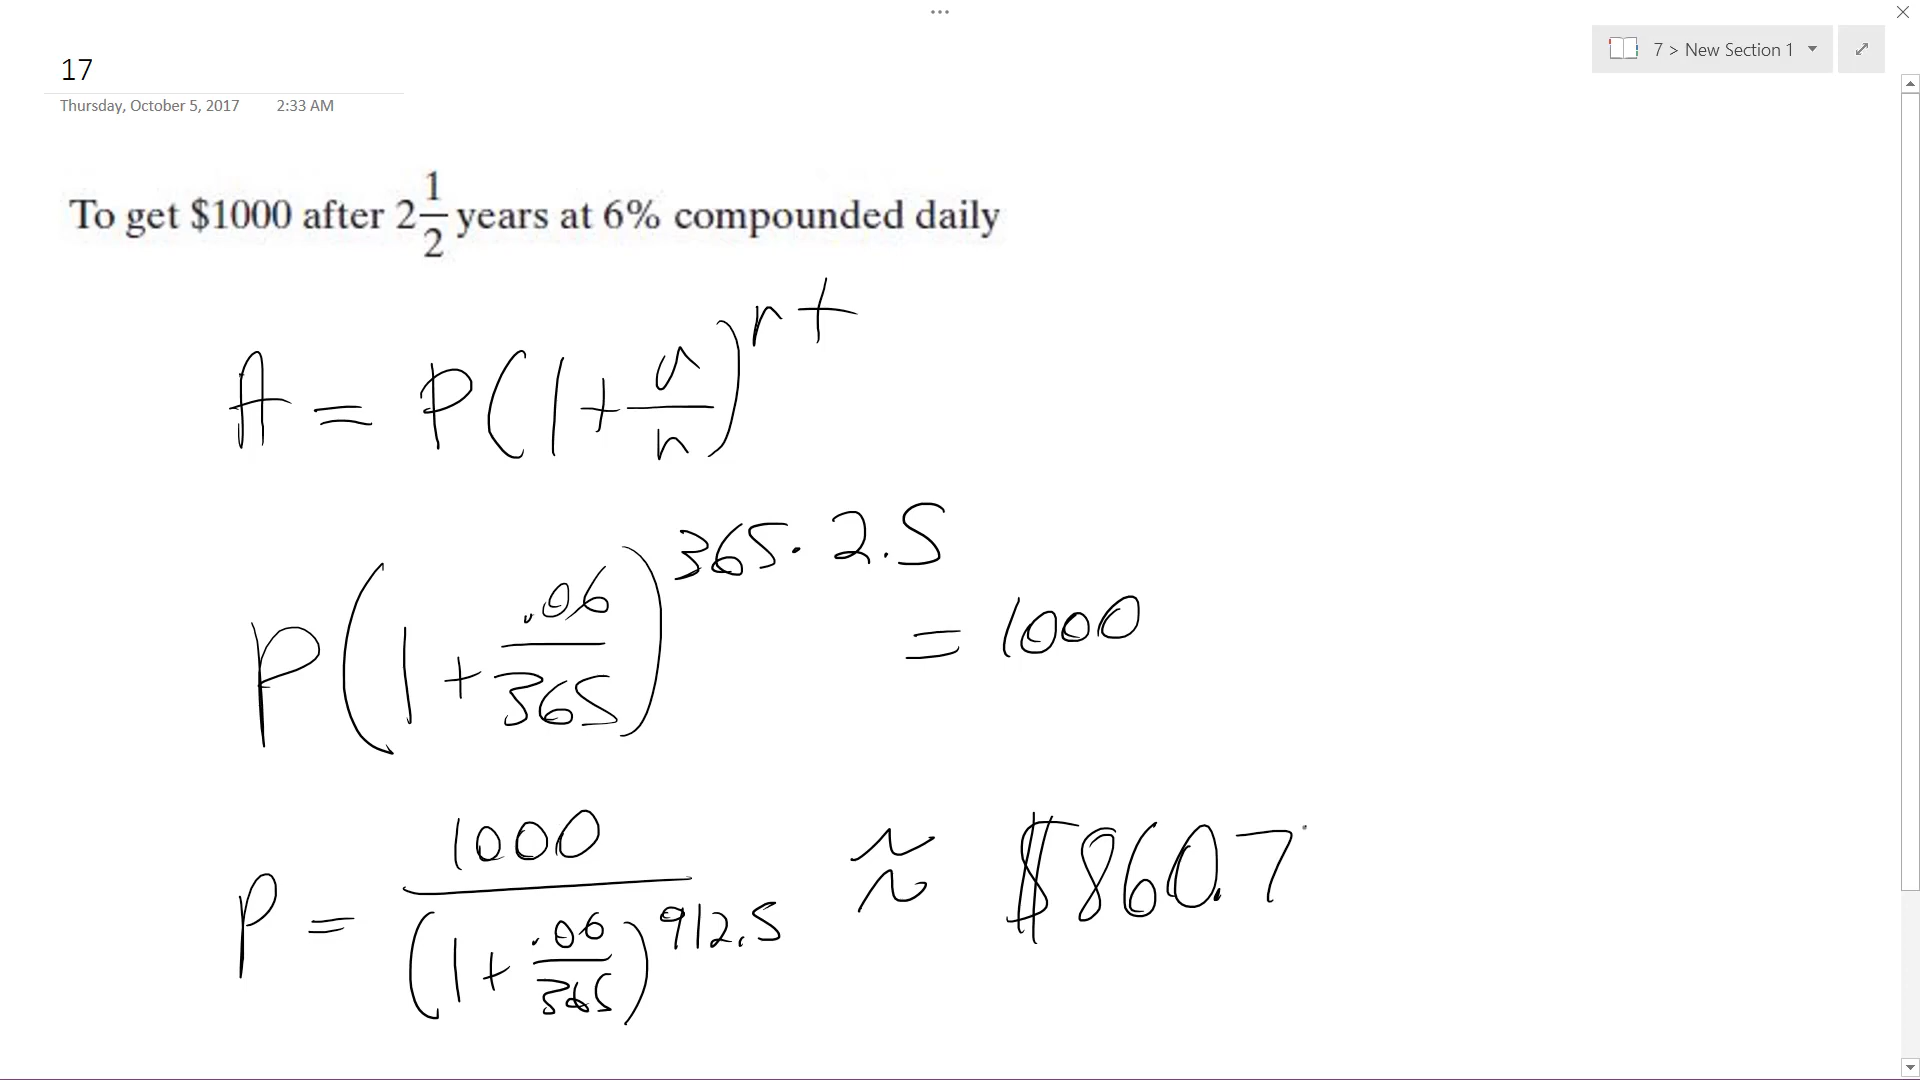 ...
7 > New Section 1
17
Thursday, October 5, 2017 2:33 AM
To get $1000 after 2 1/2 years at 6% compounded daily
A = P(1 + r/n)^rt
P(1 + .06/365)^365·2.5 = 1000
P = 1000/(1 + .06/365)^912.5 ≈ $860.7